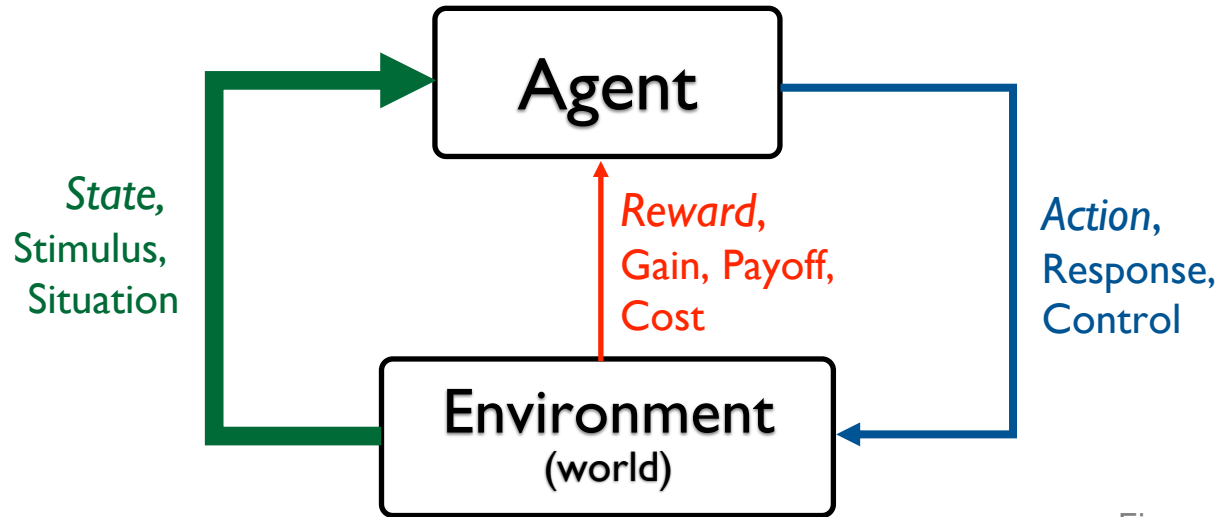 Agent
State,
Stimulus,
Situation
Reward,
Gain, Payoff,
Cost
Action,
Response,
Control
Environment
(world)